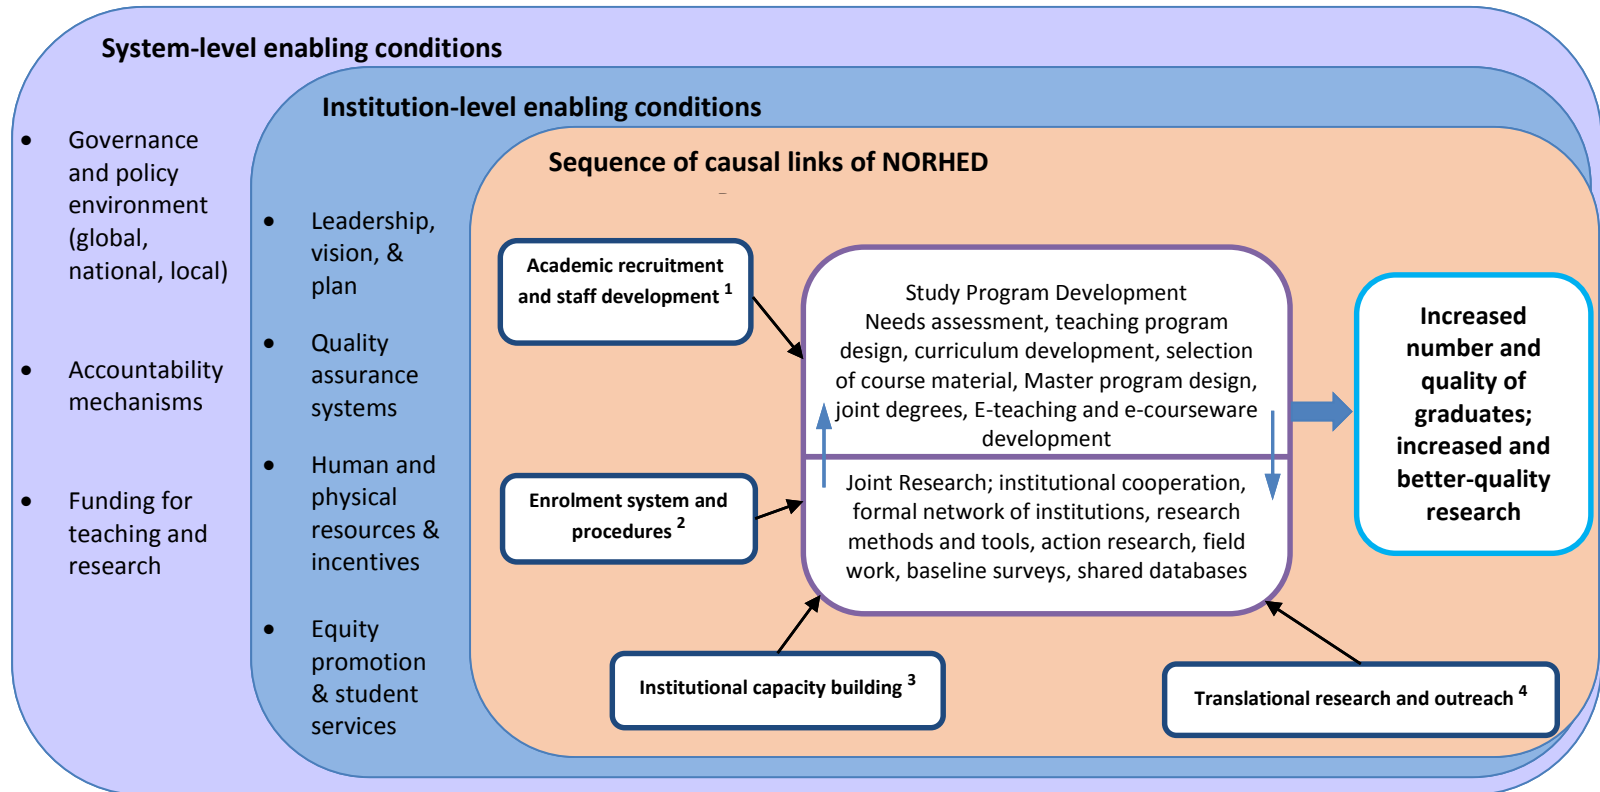 System-level enabling conditions
• Governance
and policy
environment
(global,
national, local)
• Accountability
mechanisms
• Funding for
teaching and
research
Institution-level enabling conditions
• Leadership,
vision, &
plan
• Quality
assurance
systems
• Human and
physical
resources &
incentives
• Equity
promotion
& student
services
Sequence of causal links of NORHED
Academic recruitment
and staff development 1
Enrolment system and
procedures 2
Institutional capacity building 3
Translational research and outreach 4
Study Program Development
Needs assessment, teaching program
design, curriculum development, selection
of course material, Master program design,
joint degrees, E-teaching and e-courseware
development
Joint Research; institutional cooperation,
formal network of institutions, research
methods and tools, action research, field
work, baseline surveys, shared databases
Increased
number and
quality of
graduates;
increased and
better-quality
research